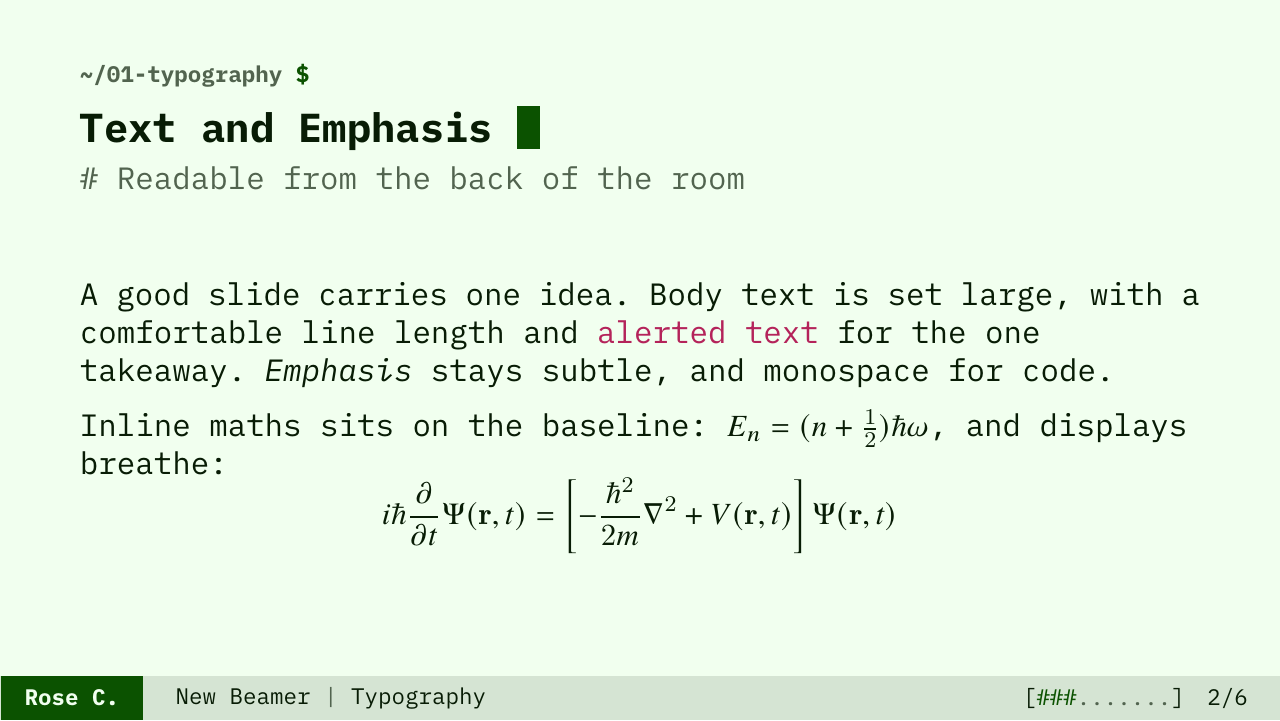 ~/01-typography $
Text and Emphasis
# Readable from the back of the room
A good slide carries one idea. Body text is set large, with a
comfortable line length and alerted text for the one
takeaway. Emphasis stays subtle, and monospace for code.
Inline maths sits on the baseline: Eₙ = (n + ½)ℏω, and displays
breathe:
iℏ ∂/∂t Ψ(r, t) = [−ℏ²/2m ∇² + V(r, t)] Ψ(r, t)
Rose C. New Beamer | Typography [###.......] 2/6